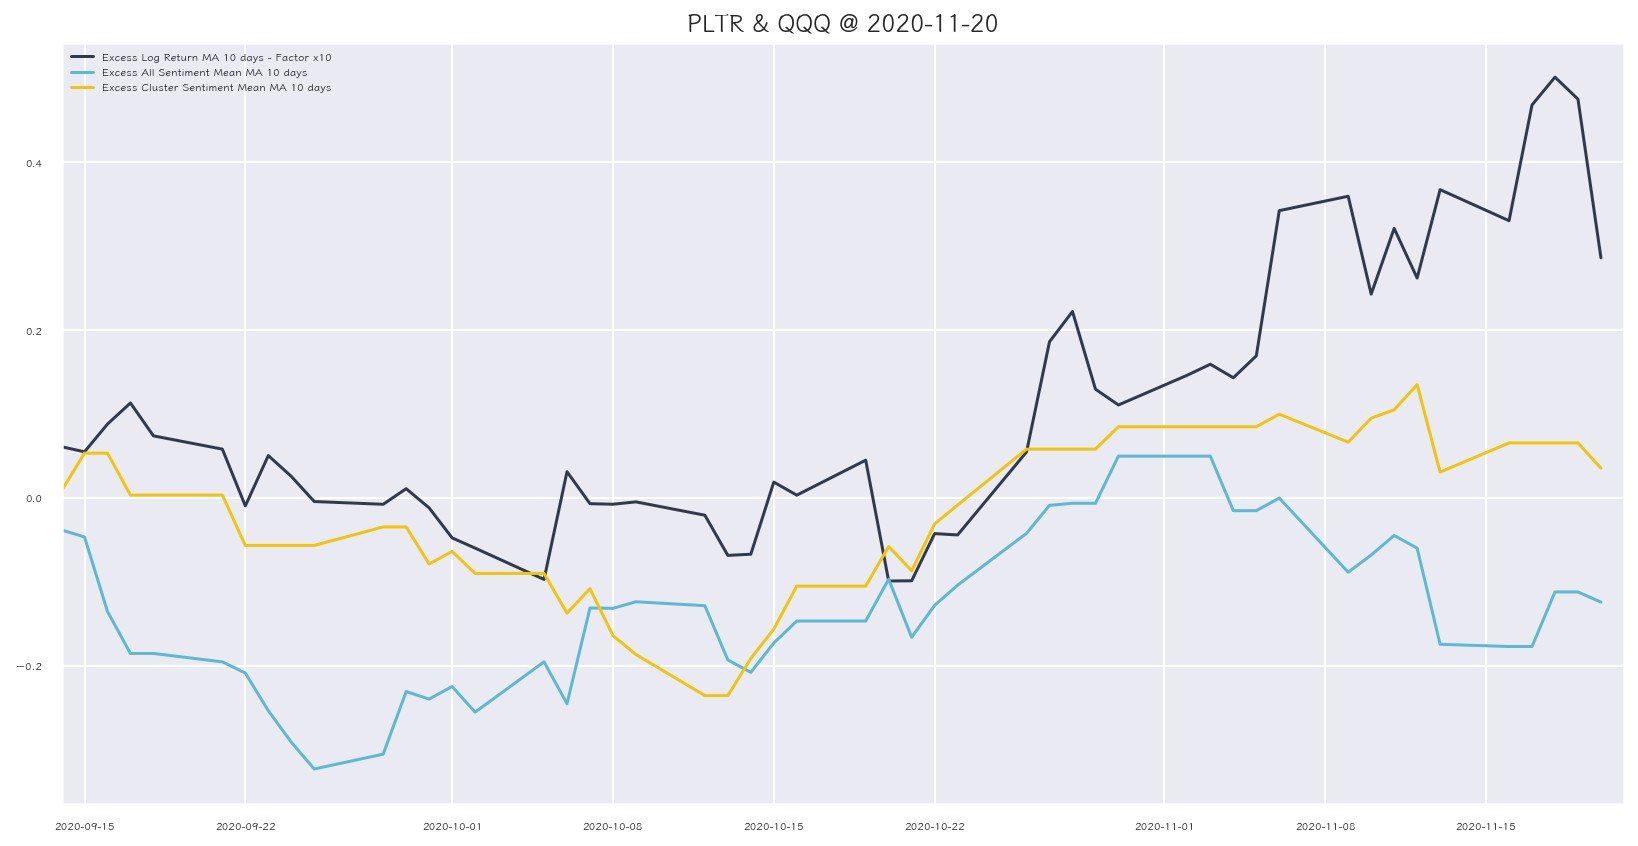 PLTR & QQQ @ 2020-11-20
Excess Log Return MA 10 days - Factor x10
Excess All Sentiment Mean MA 10 days
Excess Cluster Sentiment Mean MA 10 days
0.4
0.2
0.0
−0.2
2020-09-15 2020-09-22 2020-10-01 2020-10-08 2020-10-15 2020-10-22 2020-11-01 2020-11-08 2020-11-15